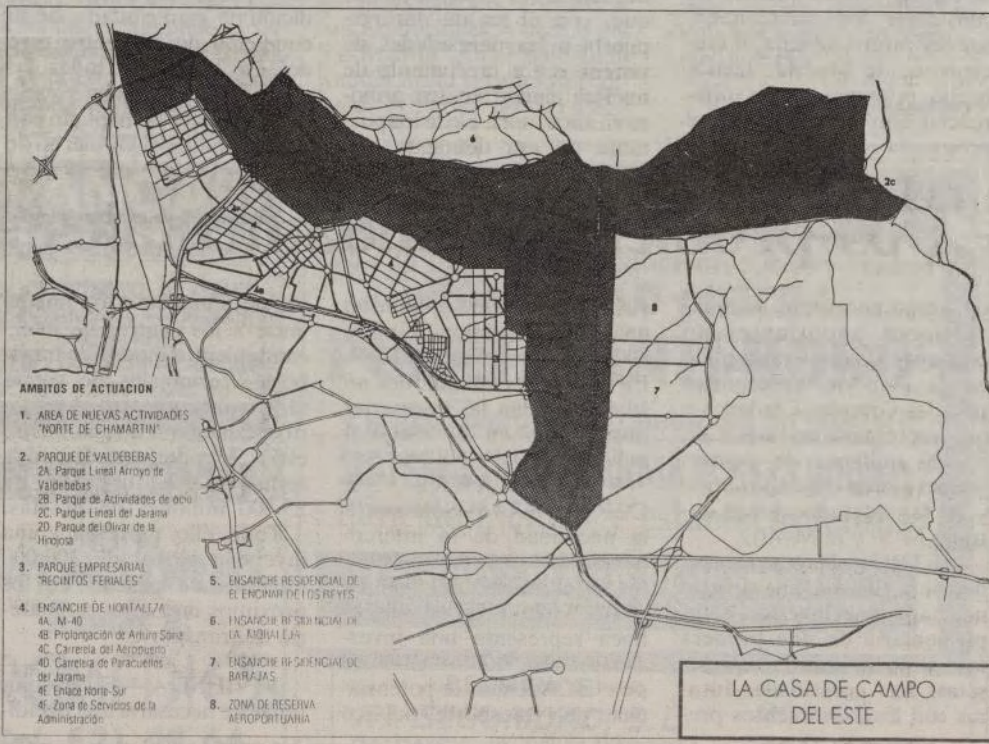 AMBITOS DE ACTUACION
1. AREA DE NUEVAS ACTIVIDADES
"NORTE DE CHAMARTIN"
2. PARQUE DE VALDEBEBAS
2A. Parque Lineal Arroyo de
Valdebebas
2B. Parque de Actividades de ocio
2C. Parque Lineal del Jarama
2D. Parque del Olivar de la
Hinojosa
3. PARQUE EMPRESARIAL
"RECINTOS FERIALES"
4. ENSANCHE DE HORTALEZA
4A. M-40
4B. Prolongación de Arturo Soria
4C. Carrerela del Aeropuerto
4D. Carretera de Paracuellos
del Jarama
4E. Enlace Norte-Sur
4F. Zona de Servicios de la
Administración
5. ENSANCHE RESIDENCIAL DE
EL ENCINAR DE LOS REYES
6. ENSANCHE RESIDENCIAL DE
LA MORALEJA
7. ENSANCHE RESIDENCIAL DE
BARAJAS
8. ZONA DE RESERVA
AEROPORTUARIA
6
2c
8
7
LA CASA DE CAMPO
DEL ESTE